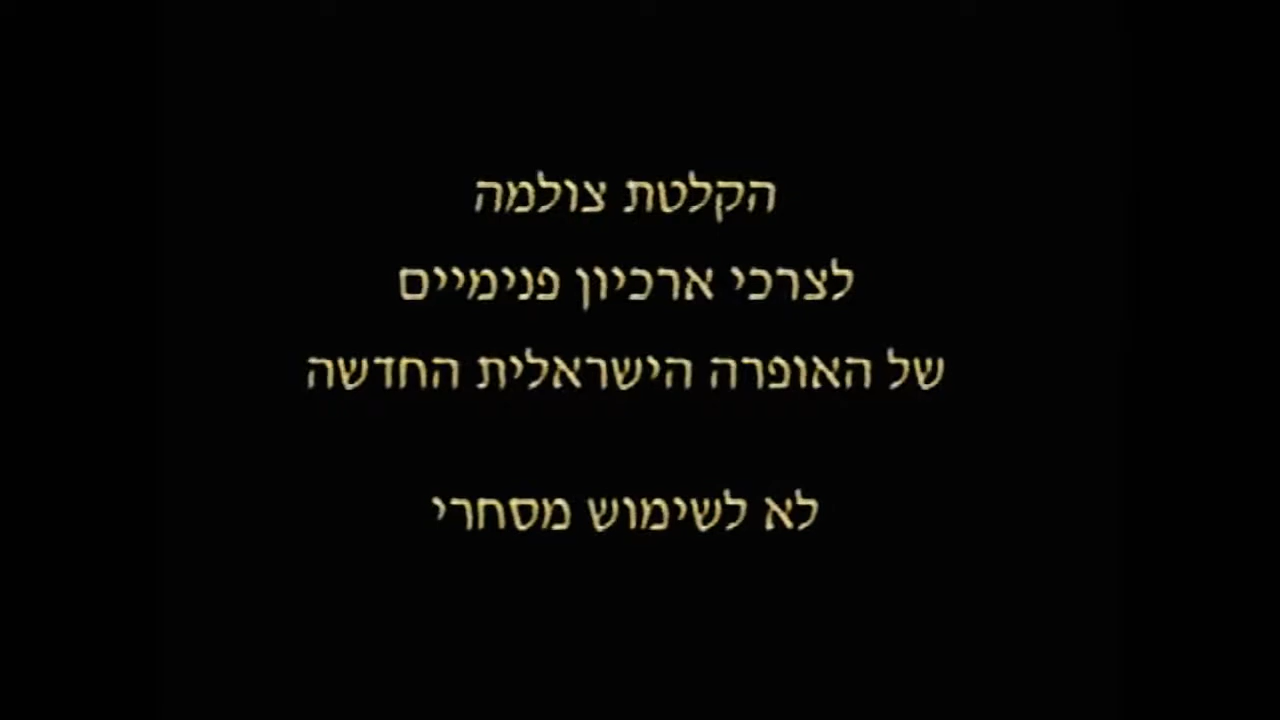 הקלטת צולמה
לצרכי ארכיון פנימיים
של האופרה הישראלית החדשה
לא לשימוש מסחרי